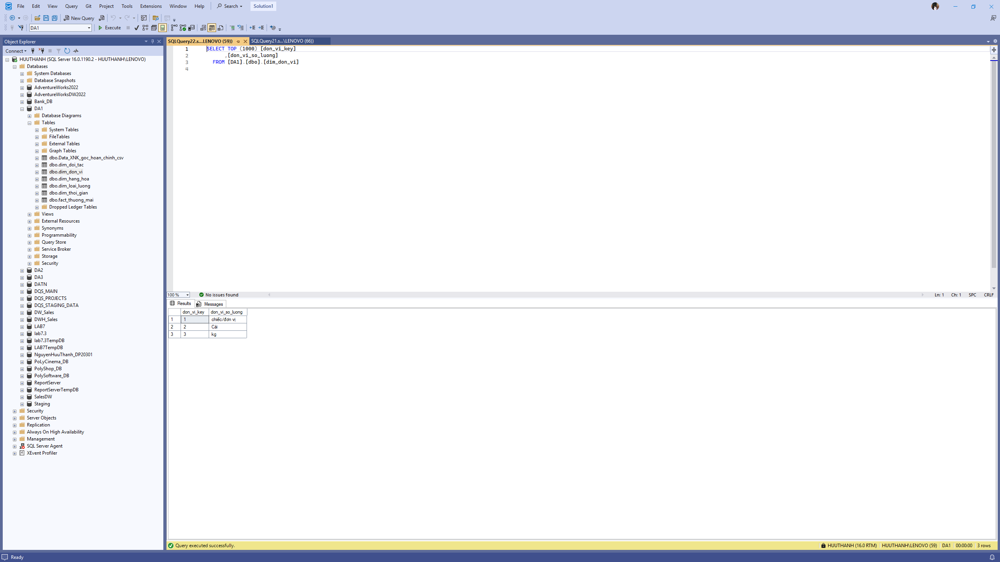 File Edit View Query Git Project Tools Extensions Window Help Search Solution1
New Query
DA1 Execute
Object Explorer
Connect
HUUTHANH (SQL Server 16.0.1190.2 - HUUTHANH\LENOVO)
Databases
System Databases
Database Snapshots
AdventureWorks2022
AdventureWorksDW2022
Bank_DB
DA1
Database Diagrams
Tables
System Tables
FileTables
External Tables
Graph Tables
dbo.Data_XNK_goc_hoan_chinh_csv
dbo.dim_doi_tac
dbo.dim_don_vi
dbo.dim_hang_hoa
dbo.dim_loai_luong
dbo.dim_thoi_gian
dbo.fact_thuong_mai
Dropped Ledger Tables
Views
External Resources
Synonyms
Programmability
Query Store
Service Broker
Storage
Security
DA2
DA3
DATN
DQS_MAIN
DQS_PROJECTS
DQS_STAGING_DATA
DW_Sales
DWH_Sales
LAB7
lab7.3
lab7.3TempDB
LAB7TempDB
NguyenHuuThanh_DP20301
PoLyCinema_DB
PolyShop_DB
PolySoftware_DB
ReportServer
ReportServerTempDB
SalesDW
Staging
Security
Server Objects
Replication
Always On High Availability
Management
SQL Server Agent
XEvent Profiler
SQLQuery22.s...LENOVO (59)) SQLQuery21.s...\LENOVO (66))
1 SELECT TOP (1000) [don_vi_key]
2 ,[don_vi_so_luong]
3 FROM [DA1].[dbo].[dim_don_vi]
4
100 % No issues found Ln: 1 Ch: 1 SPC CRLF
Results Messages
don_vi_key don_vi_so_luong
1 1 chiếc/đơn vị
2 2 Cái
3 3 kg
Query executed successfully. HUUTHANH (16.0 RTM) HUUTHANH\LENOVO (59) DA1 00:00:00 3 rows
Ready